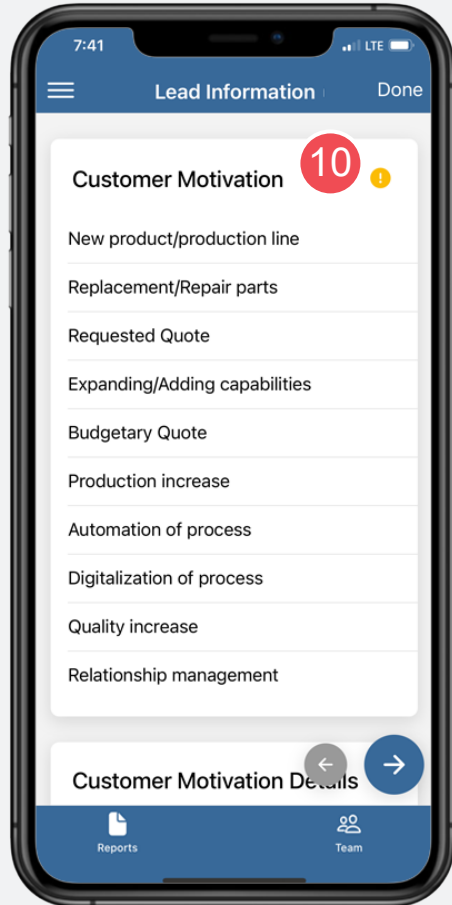 7:41
LTE
Lead Information
Done
Customer Motivation
10
!
New product/production line
Replacement/Repair parts
Requested Quote
Expanding/Adding capabilities
Budgetary Quote
Production increase
Automation of process
Digitalization of process
Quality increase
Relationship management
Customer Motivation
Reports
Team